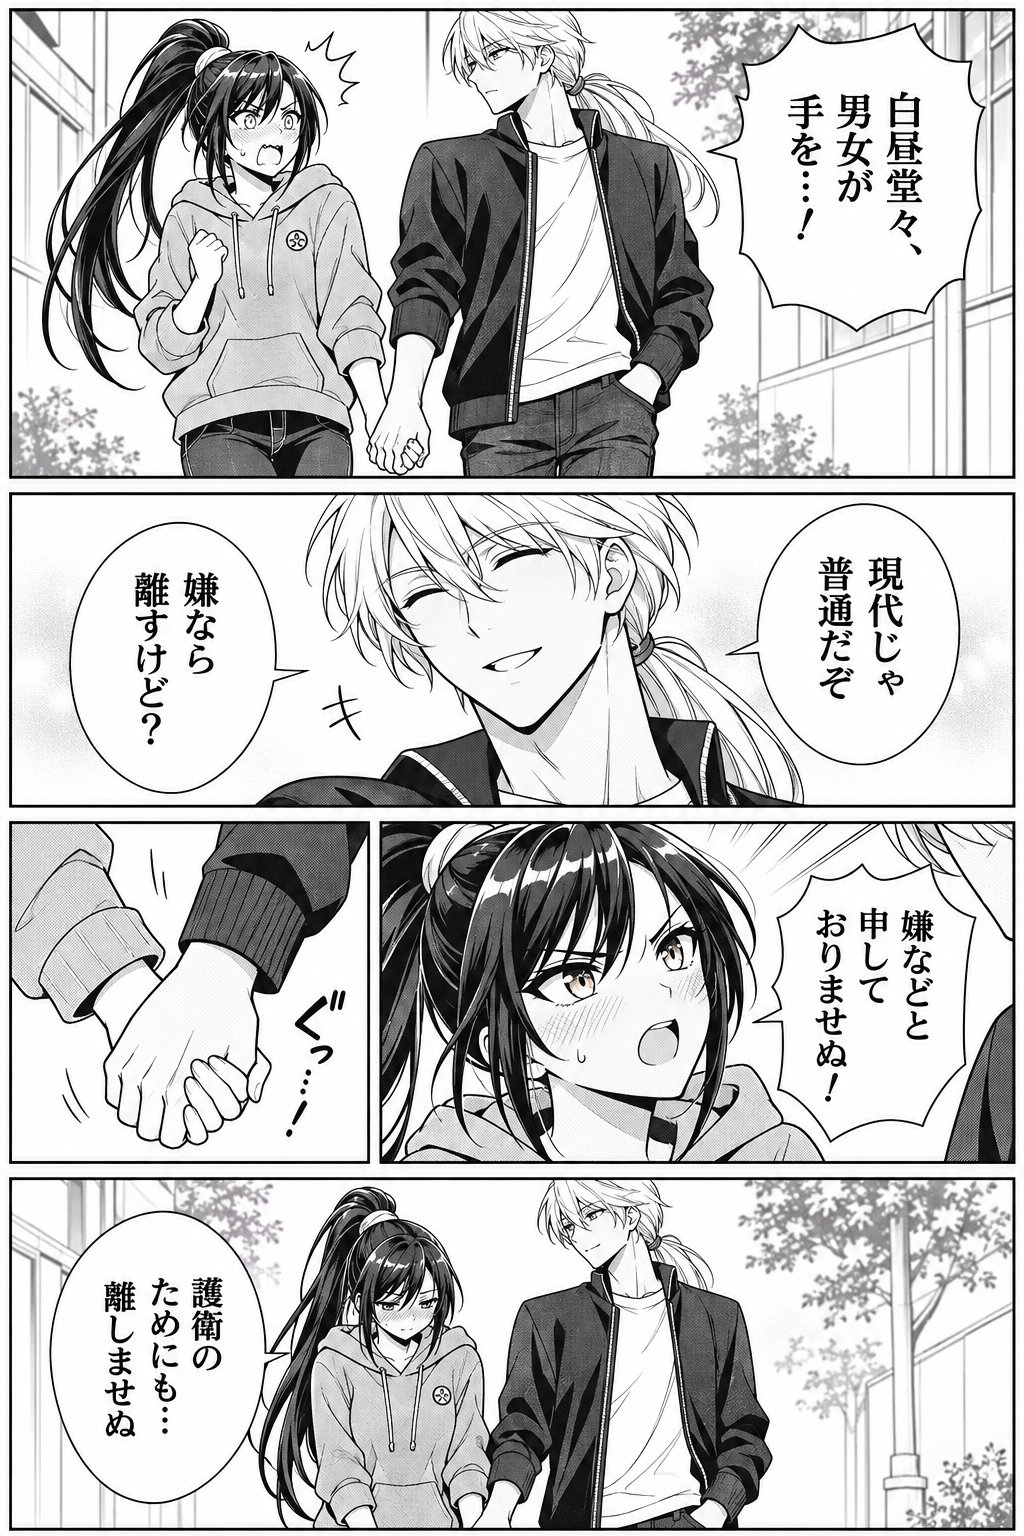 白昼堂々、
男女が
手を…！
現代じゃ
普通だぞ
嫌なら
離すけど？
嫌などと
申して
おりませぬ！
ぐっ…！
護衛の
ためにも…
離しませぬ